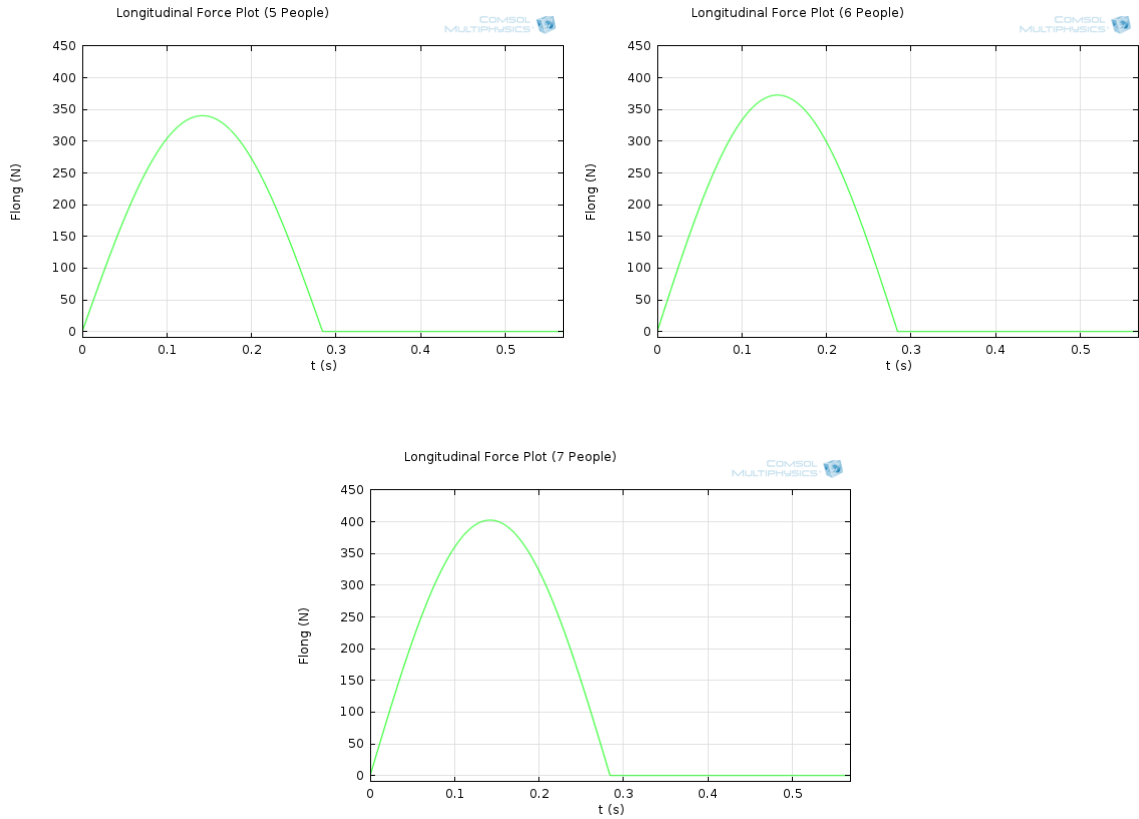 Longitudinal Force Plot (5 People)
COMSOL
MULTIPHYSICS
450
400
350
300
250
200
150
100
50
0
Flong (N)
0 0.1 0.2 0.3 0.4 0.5
t (s)
Longitudinal Force Plot (6 People)
COMSOL
MULTIPHYSICS
450
400
350
300
250
200
150
100
50
0
Flong (N)
0 0.1 0.2 0.3 0.4 0.5
t (s)
Longitudinal Force Plot (7 People)
COMSOL
MULTIPHYSICS
450
400
350
300
250
200
150
100
50
0
Flong (N)
0 0.1 0.2 0.3 0.4 0.5
t (s)